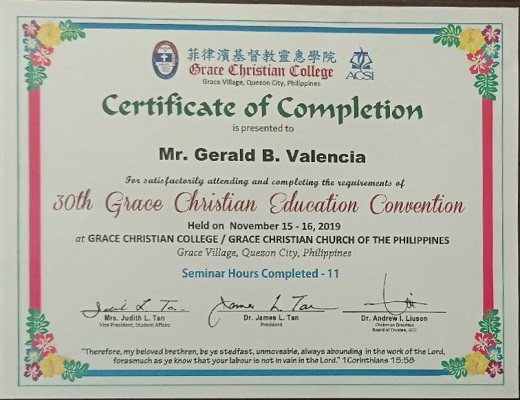 菲律濱基督教靈惠學院
Grace Christian College
Grace Village, Quezon City, Philippines
ACSI
Certificate of Completion
is presented to
Mr. Gerald B. Valencia
For satisfactorily attending and completing the requirements of
30th Grace Christian Education Convention
Held on November 15 - 16, 2019
at GRACE CHRISTIAN COLLEGE / GRACE CHRISTIAN CHURCH OF THE PHILIPPINES
Grace Village, Quezon City, Philippines
Seminar Hours Completed - 11
Mrs. Judith L. Tan
Vice President, Student Affairs
Dr. James L. Tan
President
Dr. Andrew I. Liuson
Chairman Emeritus
Board of Trustees, GCC
"Therefore, my beloved brethren, be ye stedfast, unmoveable, always abounding in the work of the Lord,
forasmuch as ye know that your labour is not in vain in the Lord." 1Corinthians 15:58